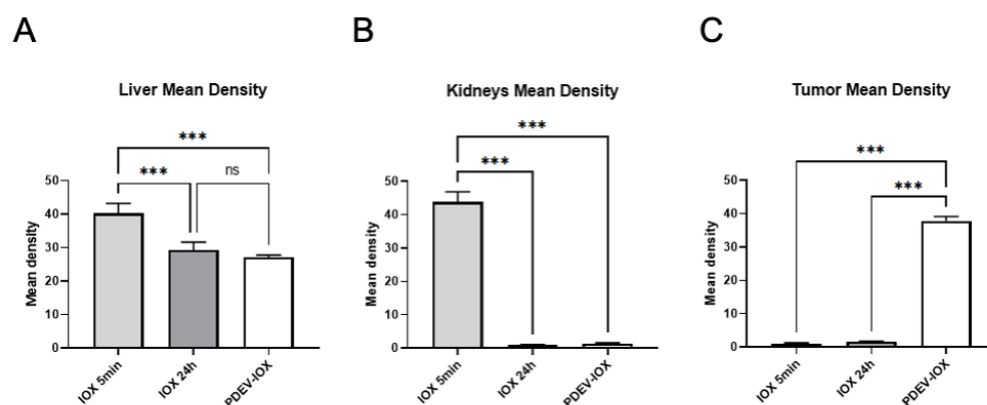 A
B
C
Liver Mean Density
***
***
ns
Mean density
50
40
30
20
10
0
IOX 5min
IOX 24h
PDEV-IOX
Kidneys Mean Density
***
***
Mean density
50
40
30
20
10
0
IOX 5min
IOX 24h
PDEV-IOX
Tumor Mean Density
***
***
Mean density
50
40
30
20
10
0
IOX 5min
IOX 24h
PDEV-IOX